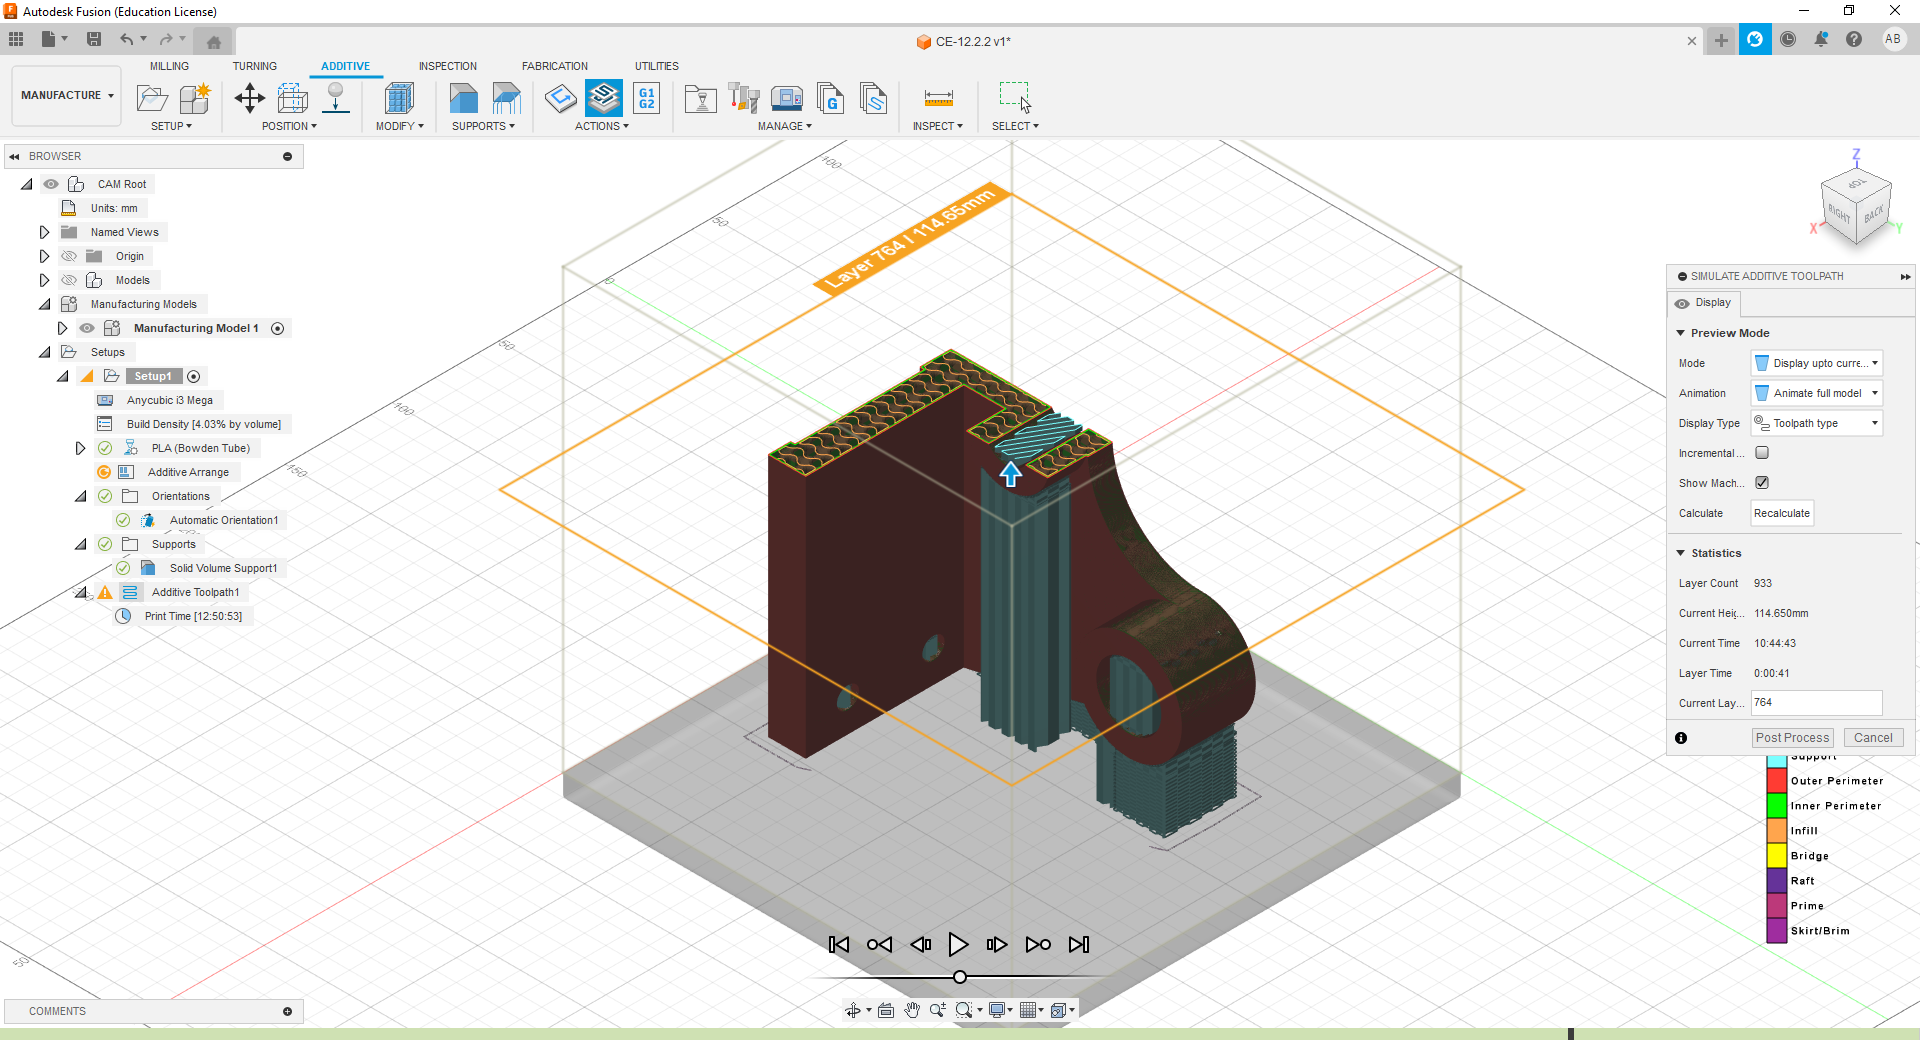 Autodesk Fusion (Education License)
CE-12.2.2 v1*
AB
MILLING
TURNING
ADDITIVE
INSPECTION
FABRICATION
UTILITIES
MANUFACTURE
G1
G2
G
SETUP
POSITION
MODIFY
SUPPORTS
ACTIONS
MANAGE
INSPECT
SELECT
BROWSER
CAM Root
Units: mm
Named Views
Origin
Models
Manufacturing Models
Manufacturing Model 1
Setups
Setup1
Anycubic i3 Mega
Build Density [4.03% by volume]
PLA (Bowden Tube)
Additive Arrange
Orientations
Automatic Orientation1
Supports
Solid Volume Support1
Additive Toolpath1
Print Time [12:50:53]
100
50
0
50
100
150
50
Layer 764 | 114.65mm
Z
TOP
RIGHT
BACK
X
Y
SIMULATE ADDITIVE TOOLPATH
Display
Preview Mode
Mode
Display upto curre...
Animation
Animate full model
Display Type
Toolpath type
Incremental ...
Show Mach...
Calculate
Recalculate
Statistics
Layer Count
933
Current Heiç...
114.650mm
Current Time
10:44:43
Layer Time
0:00:41
Current Lay...
764
Post Process
Cancel
Support
Outer Perimeter
Inner Perimeter
Infill
Bridge
Raft
Prime
Skirt/Brim
COMMENTS